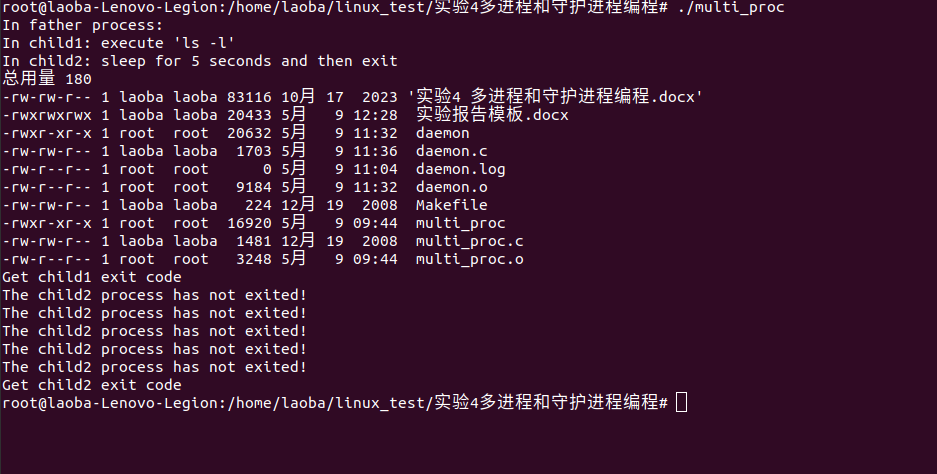 root@laoba-Lenovo-Legion:/home/laoba/linux_test/实验4多进程和守护进程编程# ./multi_proc
In father process:
In child1: execute 'ls -l'
In child2: sleep for 5 seconds and then exit
总用量 180
-rw-rw-r-- 1 laoba laoba 83116 10月 17  2023 '实验4 多进程和守护进程编程.docx'
-rwxrwxrwx 1 laoba laoba 20433 5月   9 12:28  实验报告模板.docx
-rwxr-xr-x 1 root  root  20632 5月   9 11:32  daemon
-rw-rw-r-- 1 laoba laoba  1703 5月   9 11:36  daemon.c
-rw-r--r-- 1 root  root      0 5月   9 11:04  daemon.log
-rw-r--r-- 1 root  root   9184 5月   9 11:32  daemon.o
-rw-rw-r-- 1 laoba laoba   224 12月 19  2008  Makefile
-rwxr-xr-x 1 root  root  16920 5月   9 09:44  multi_proc
-rw-rw-r-- 1 laoba laoba  1481 12月 19  2008  multi_proc.c
-rw-r--r-- 1 root  root   3248 5月   9 09:44  multi_proc.o
Get child1 exit code
The child2 process has not exited!
The child2 process has not exited!
The child2 process has not exited!
The child2 process has not exited!
The child2 process has not exited!
Get child2 exit code
root@laoba-Lenovo-Legion:/home/laoba/linux_test/实验4多进程和守护进程编程#